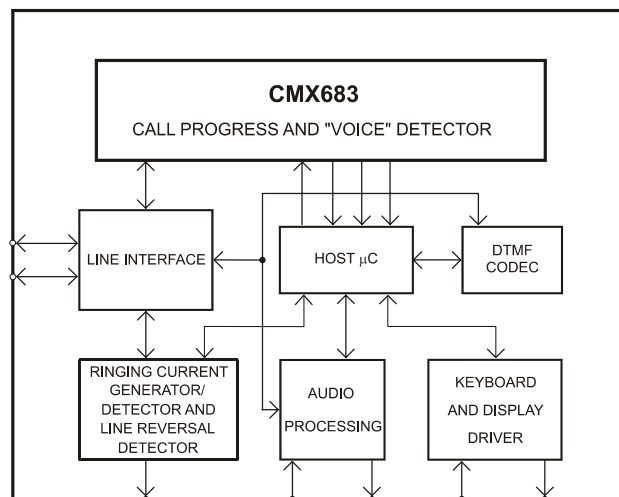 CMX683
CALL PROGRESS AND "VOICE" DETECTOR
LINE INTERFACE
HOST μC
DTMF
CODEC
RINGING CURRENT
GENERATOR/
DETECTOR AND
LINE REVERSAL
DETECTOR
AUDIO
PROCESSING
KEYBOARD
AND DISPLAY
DRIVER